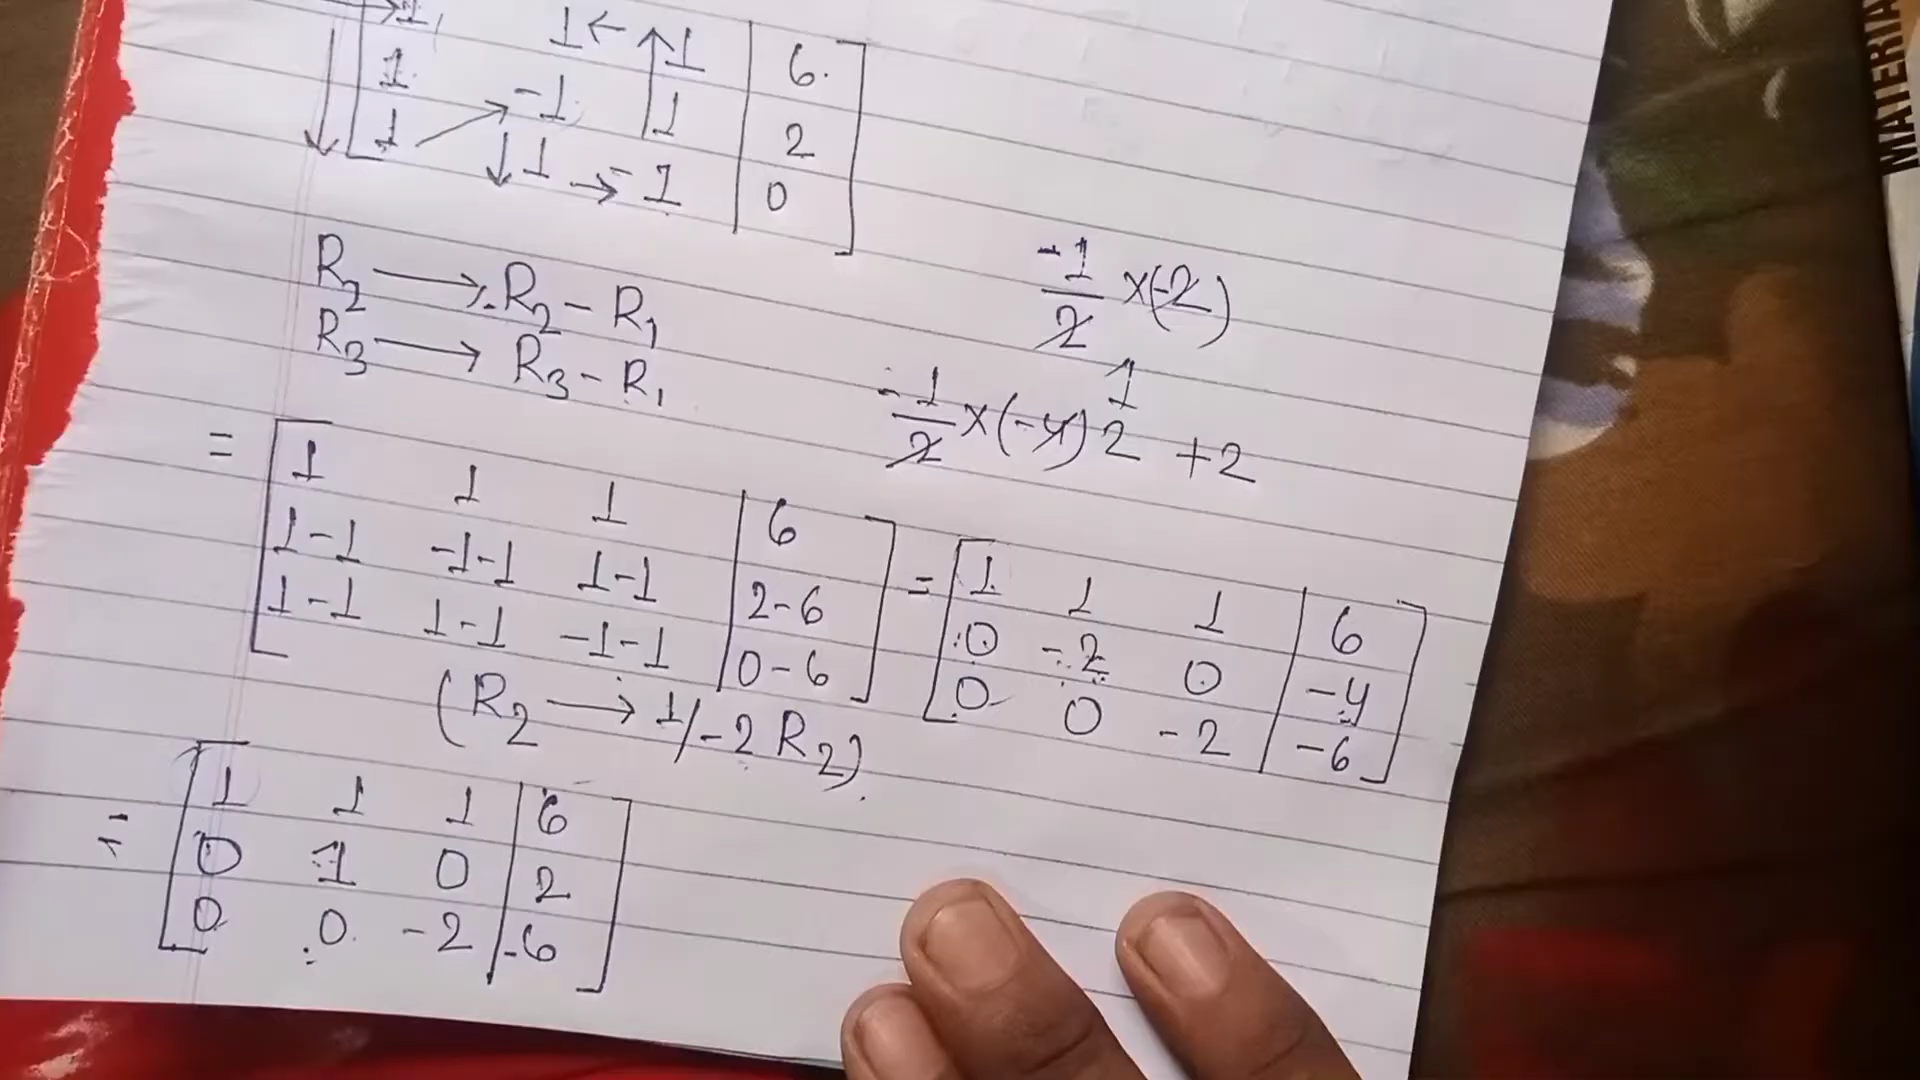 →1 1← ↑1 | 6
1 -1 1 | 2
1 1 → -1 | 0
R₂ → R₂ - R₁
R₃ → R₃ - R₁
-1/2 ×(-2)
1
-1/2 ×(-4) 2 +2
= [1 1 1 | 6
1-1 -1-1 1-1 | 2-6
1-1 1-1 -1-1 | 0-6]
= [1 1 1 | 6
0 -2 0 | -4
0 0 -2 | -6]
(R₂ → 1/-2 R₂)
= [1 1 1 | 6
0 1 0 | 2
0 0 -2 | -6]